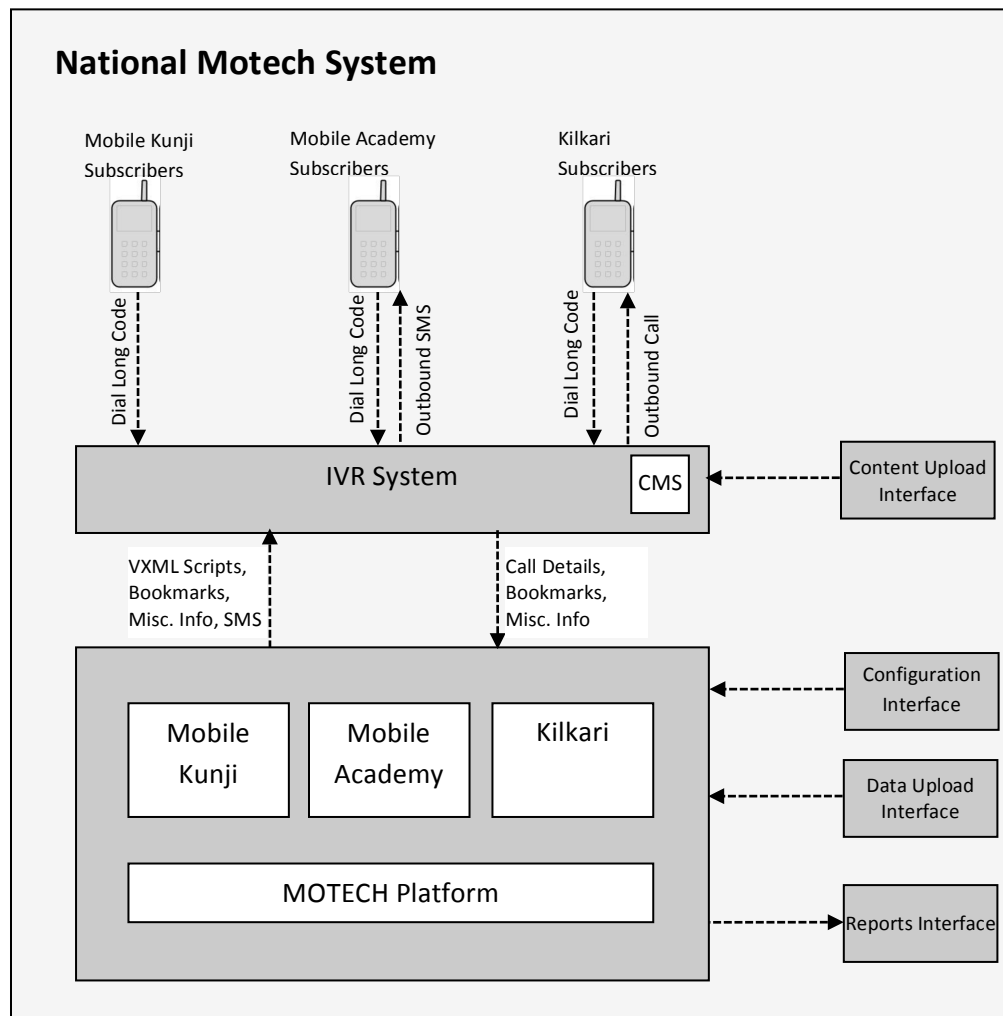 National Motech System
Mobile Kunji
Subscribers
Mobile Academy
Subscribers
Kilkari
Subscribers
Dial Long Code
Dial Long Code
Outbound SMS
Dial Long Code
Outbound Call
IVR System
CMS
Content Upload
Interface
VXML Scripts,
Bookmarks,
Misc. Info, SMS
Call Details,
Bookmarks,
Misc. Info
Configuration
Interface
Mobile
Kunji
Mobile
Academy
Kilkari
Data Upload
Interface
MOTECH Platform
Reports Interface